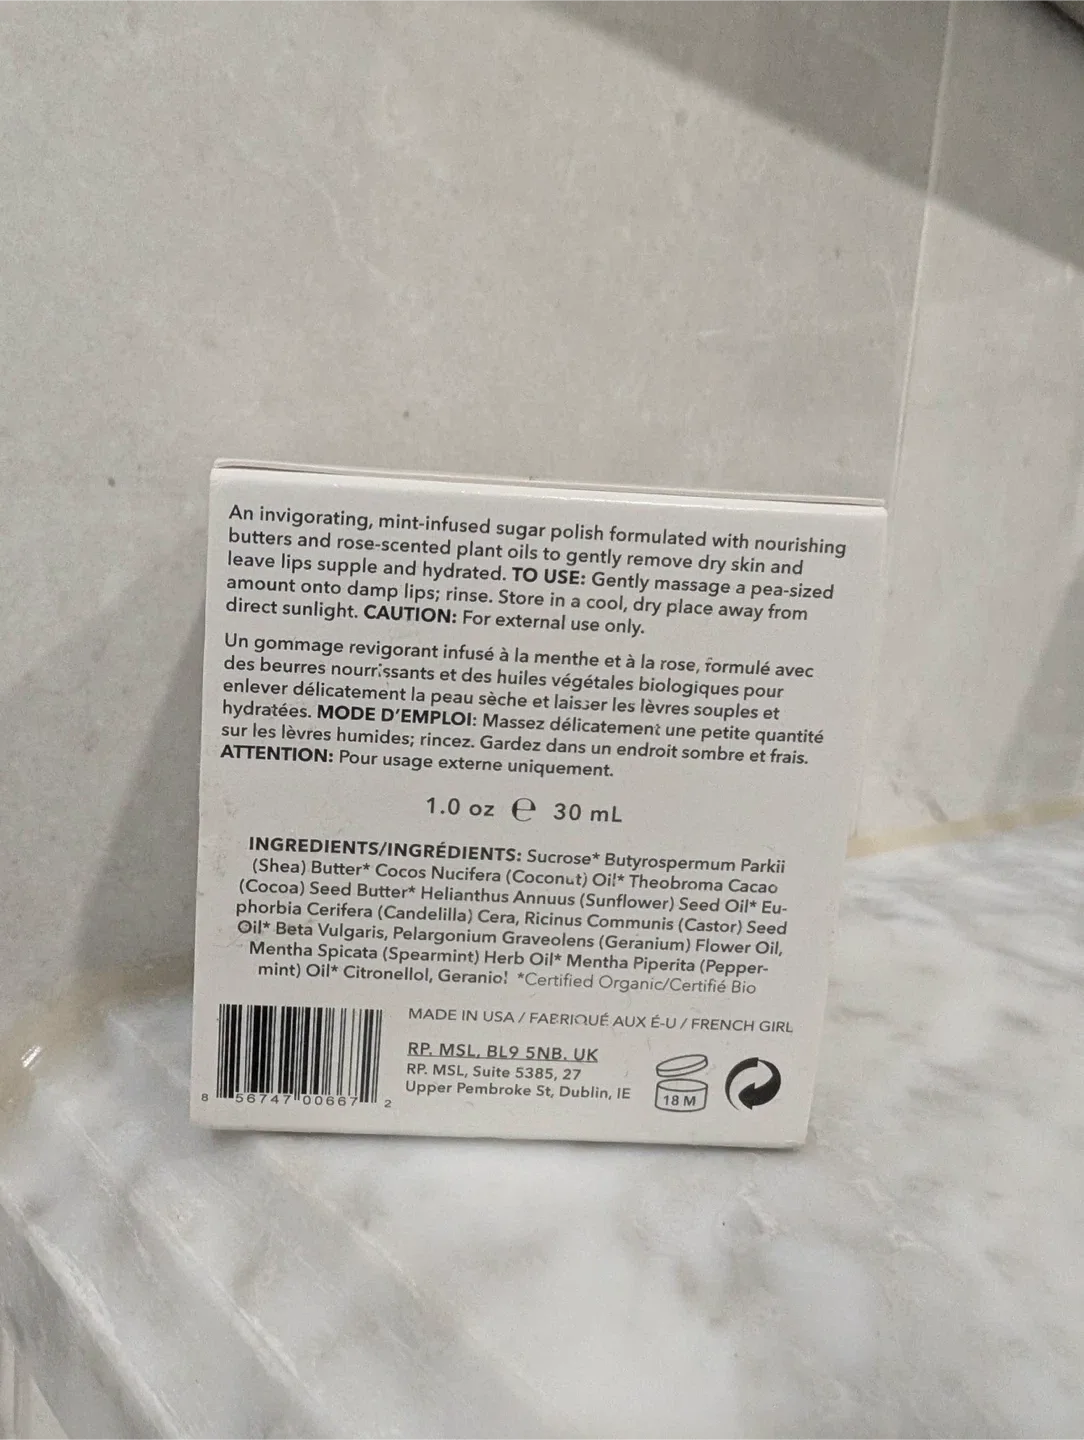 An invigorating, mint-infused sugar polish formulated with nourishing
butters and rose-scented plant oils to gently remove dry skin and
leave lips supple and hydrated. TO USE: Gently massage a pea-sized
amount onto damp lips; rinse. Store in a cool, dry place away from
direct sunlight. CAUTION: For external use only.
Un gommage revigorant infusé à la menthe et à la rose, formulé avec
des beurres nourrissants et des huiles végétales biologiques pour
enlever délicatement la peau sèche et laisser les lèvres souples et
hydratées. MODE D'EMPLOI: Massez délicatement une petite quantité
sur les lèvres humides; rincez. Gardez dans un endroit sombre et frais.
ATTENTION: Pour usage externe uniquement.
1.0 oz ℮ 30 mL
INGREDIENTS/INGRÉDIENTS: Sucrose* Butyrospermum Parkii
(Shea) Butter* Cocos Nucifera (Coconut) Oil* Theobroma Cacao
(Cocoa) Seed Butter* Helianthus Annuus (Sunflower) Seed Oil* Eu-
phorbia Cerifera (Candelilla) Cera, Ricinus Communis (Castor) Seed
Oil* Beta Vulgaris, Pelargonium Graveolens (Geranium) Flower Oil,
Mentha Spicata (Spearmint) Herb Oil* Mentha Piperita (Pepper-
mint) Oil* Citronellol, Geraniol *Certified Organic/Certifié Bio
MADE IN USA / FABRIQUÉ AUX É-U / FRENCH GIRL
RP. MSL, BL9 5NB. UK
RP. MSL, Suite 5385, 27
Upper Pembroke St, Dublin, IE
18 M
8 56747 00667 2